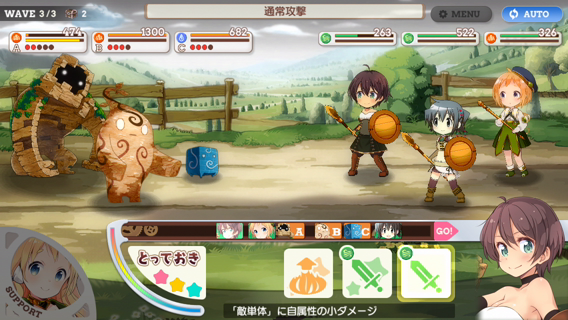 WAVE 3/3 2
通常攻撃
MENU
AUTO
474 1300 682 263 522 326
A B C
A B C GO!
とっておき
SUPPORT
「敵単体」に自属性の小ダメージ